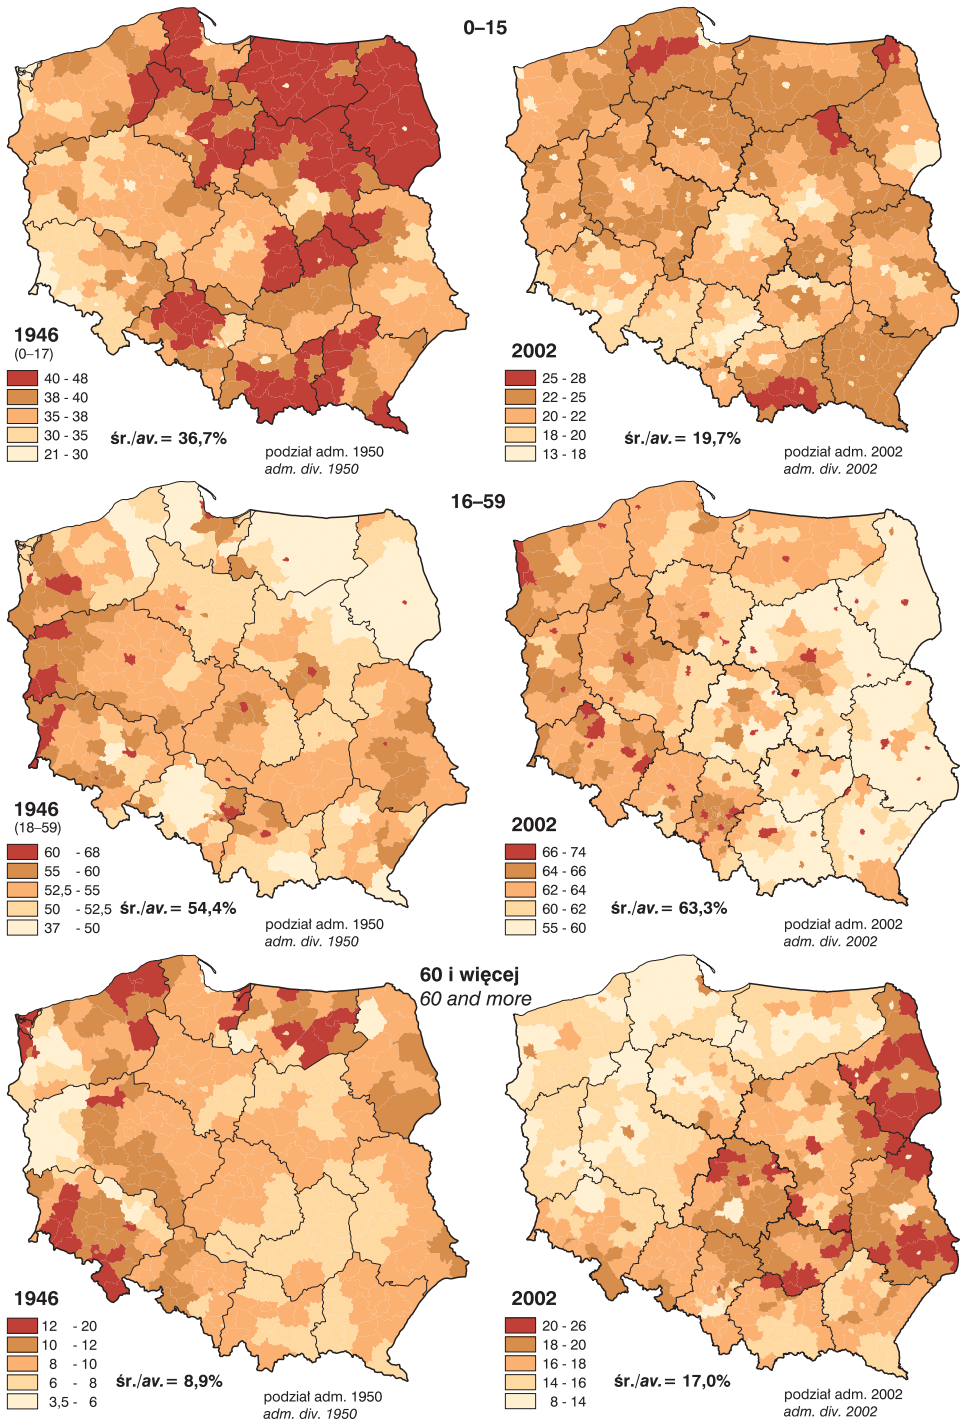 0–15
1946
(0–17)
40 - 48
38 - 40
35 - 38
30 - 35
21 - 30
śr./av. = 36,7%
podział adm. 1950
adm. div. 1950
2002
25 - 28
22 - 25
20 - 22
18 - 20
13 - 18
śr./av. = 19,7%
podział adm. 2002
adm. div. 2002
16–59
1946
(18–59)
60 - 68
55 - 60
52,5 - 55
50 - 52,5
37 - 50
śr./av. = 54,4%
podział adm. 1950
adm. div. 1950
2002
66 - 74
64 - 66
62 - 64
60 - 62
55 - 60
śr./av. = 63,3%
podział adm. 2002
adm. div. 2002
60 i więcej
60 and more
1946
12 - 20
10 - 12
8 - 10
6 - 8
3,5 - 6
śr./av. = 8,9%
podział adm. 1950
adm. div. 1950
2002
20 - 26
18 - 20
16 - 18
14 - 16
8 - 14
śr./av. = 17,0%
podział adm. 2002
adm. div. 2002